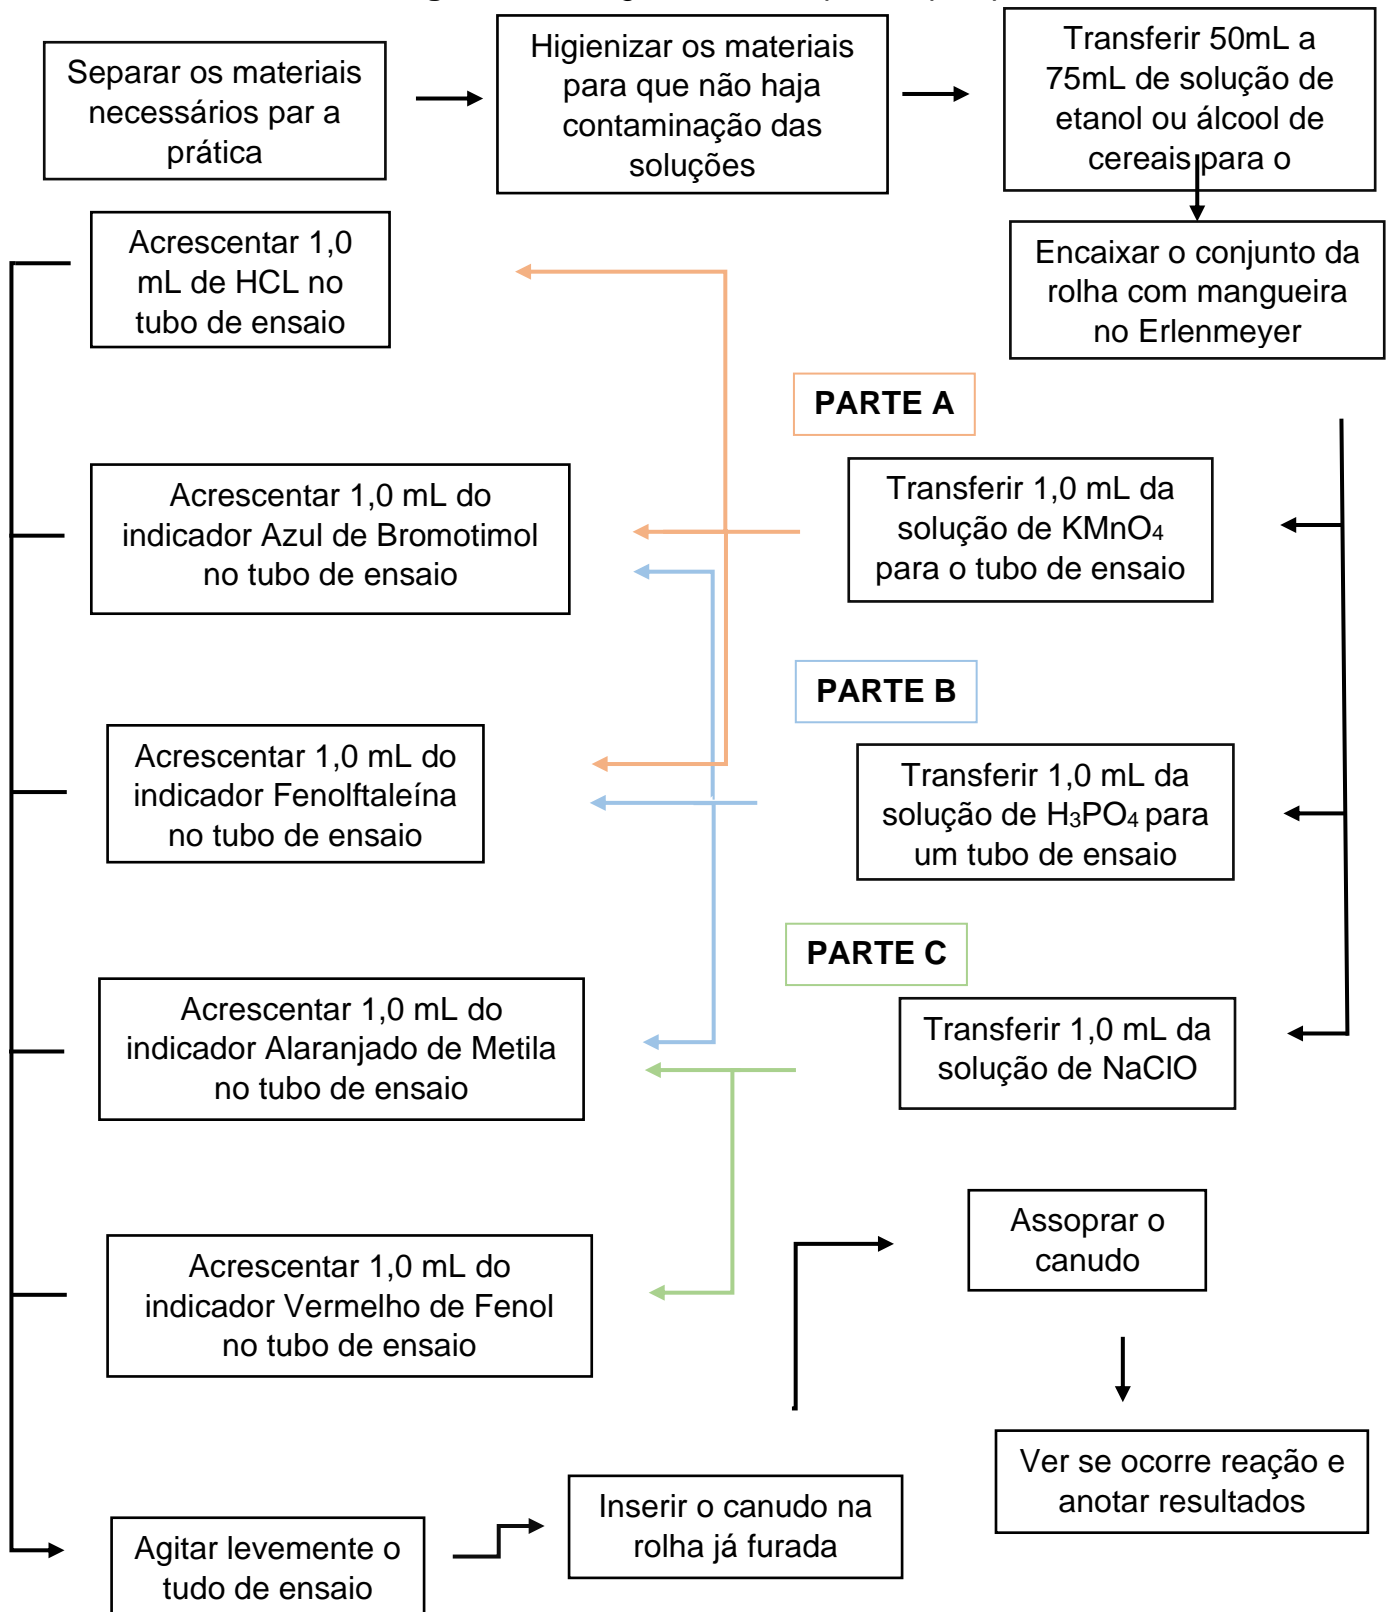 Separar os materiais
necessários par a
prática
Higienizar os materiais
para que não haja
contaminação das
soluções
Transferir 50mL a
75mL de solução de
etanol ou álcool de
cereais para o
Acrescentar 1,0
mL de HCL no
tubo de ensaio
Encaixar o conjunto da
rolha com mangueira
no Erlenmeyer
PARTE A
Acrescentar 1,0 mL do
indicador Azul de Bromotimol
no tubo de ensaio
Transferir 1,0 mL da
solução de KMnO4
para o tubo de ensaio
PARTE B
Acrescentar 1,0 mL do
indicador Fenolftaleína
no tubo de ensaio
Transferir 1,0 mL da
solução de H3PO4 para
um tubo de ensaio
PARTE C
Acrescentar 1,0 mL do
indicador Alaranjado de Metila
no tubo de ensaio
Transferir 1,0 mL da
solução de NaClO
Acrescentar 1,0 mL do
indicador Vermelho de Fenol
no tubo de ensaio
Assoprar o
canudo
Ver se ocorre reação e
anotar resultados
Inserir o canudo na
rolha já furada
Agitar levemente o
tudo de ensaio